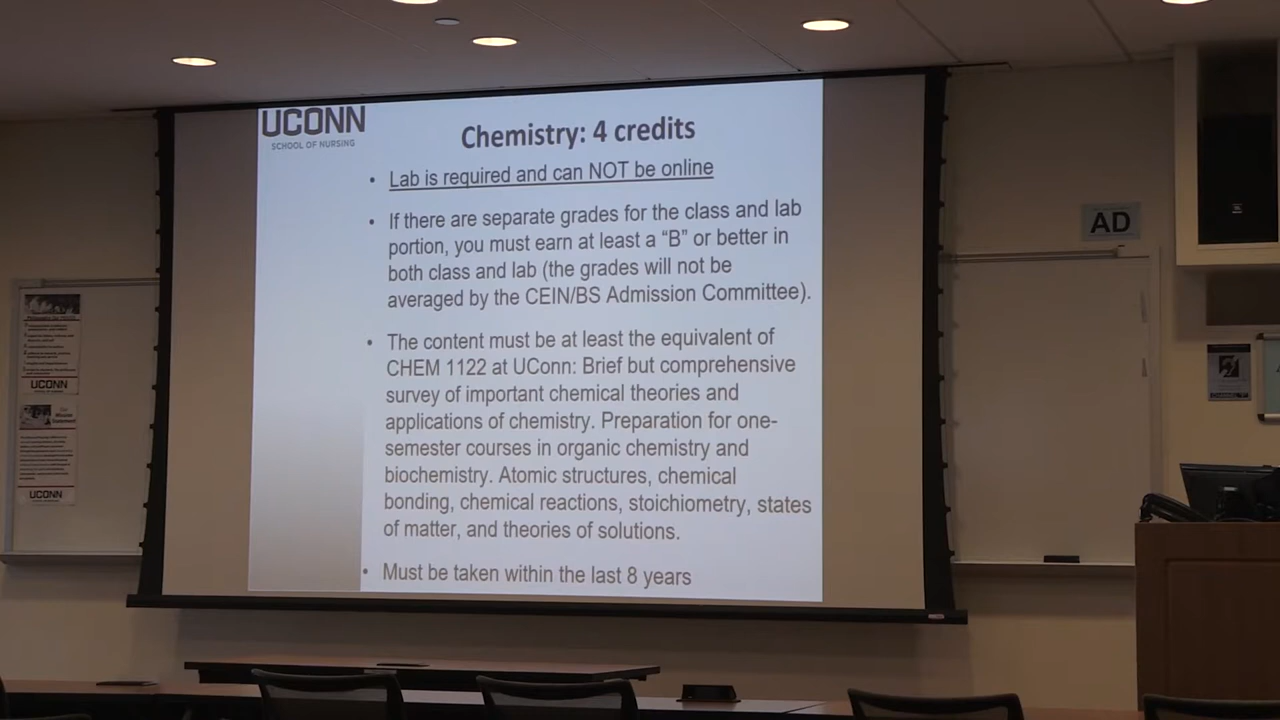 UCONN
SCHOOL OF NURSING
Chemistry: 4 credits
• Lab is required and can NOT be online
• If there are separate grades for the class and lab
portion, you must earn at least a “B” or better in
both class and lab (the grades will not be
averaged by the CEIN/BS Admission Committee).
• The content must be at least the equivalent of
CHEM 1122 at UConn: Brief but comprehensive
survey of important chemical theories and
applications of chemistry. Preparation for one-
semester courses in organic chemistry and
biochemistry. Atomic structures, chemical
bonding, chemical reactions, stoichiometry, states
of matter, and theories of solutions.
• Must be taken within the last 8 years
AD
UCONN
UCONN